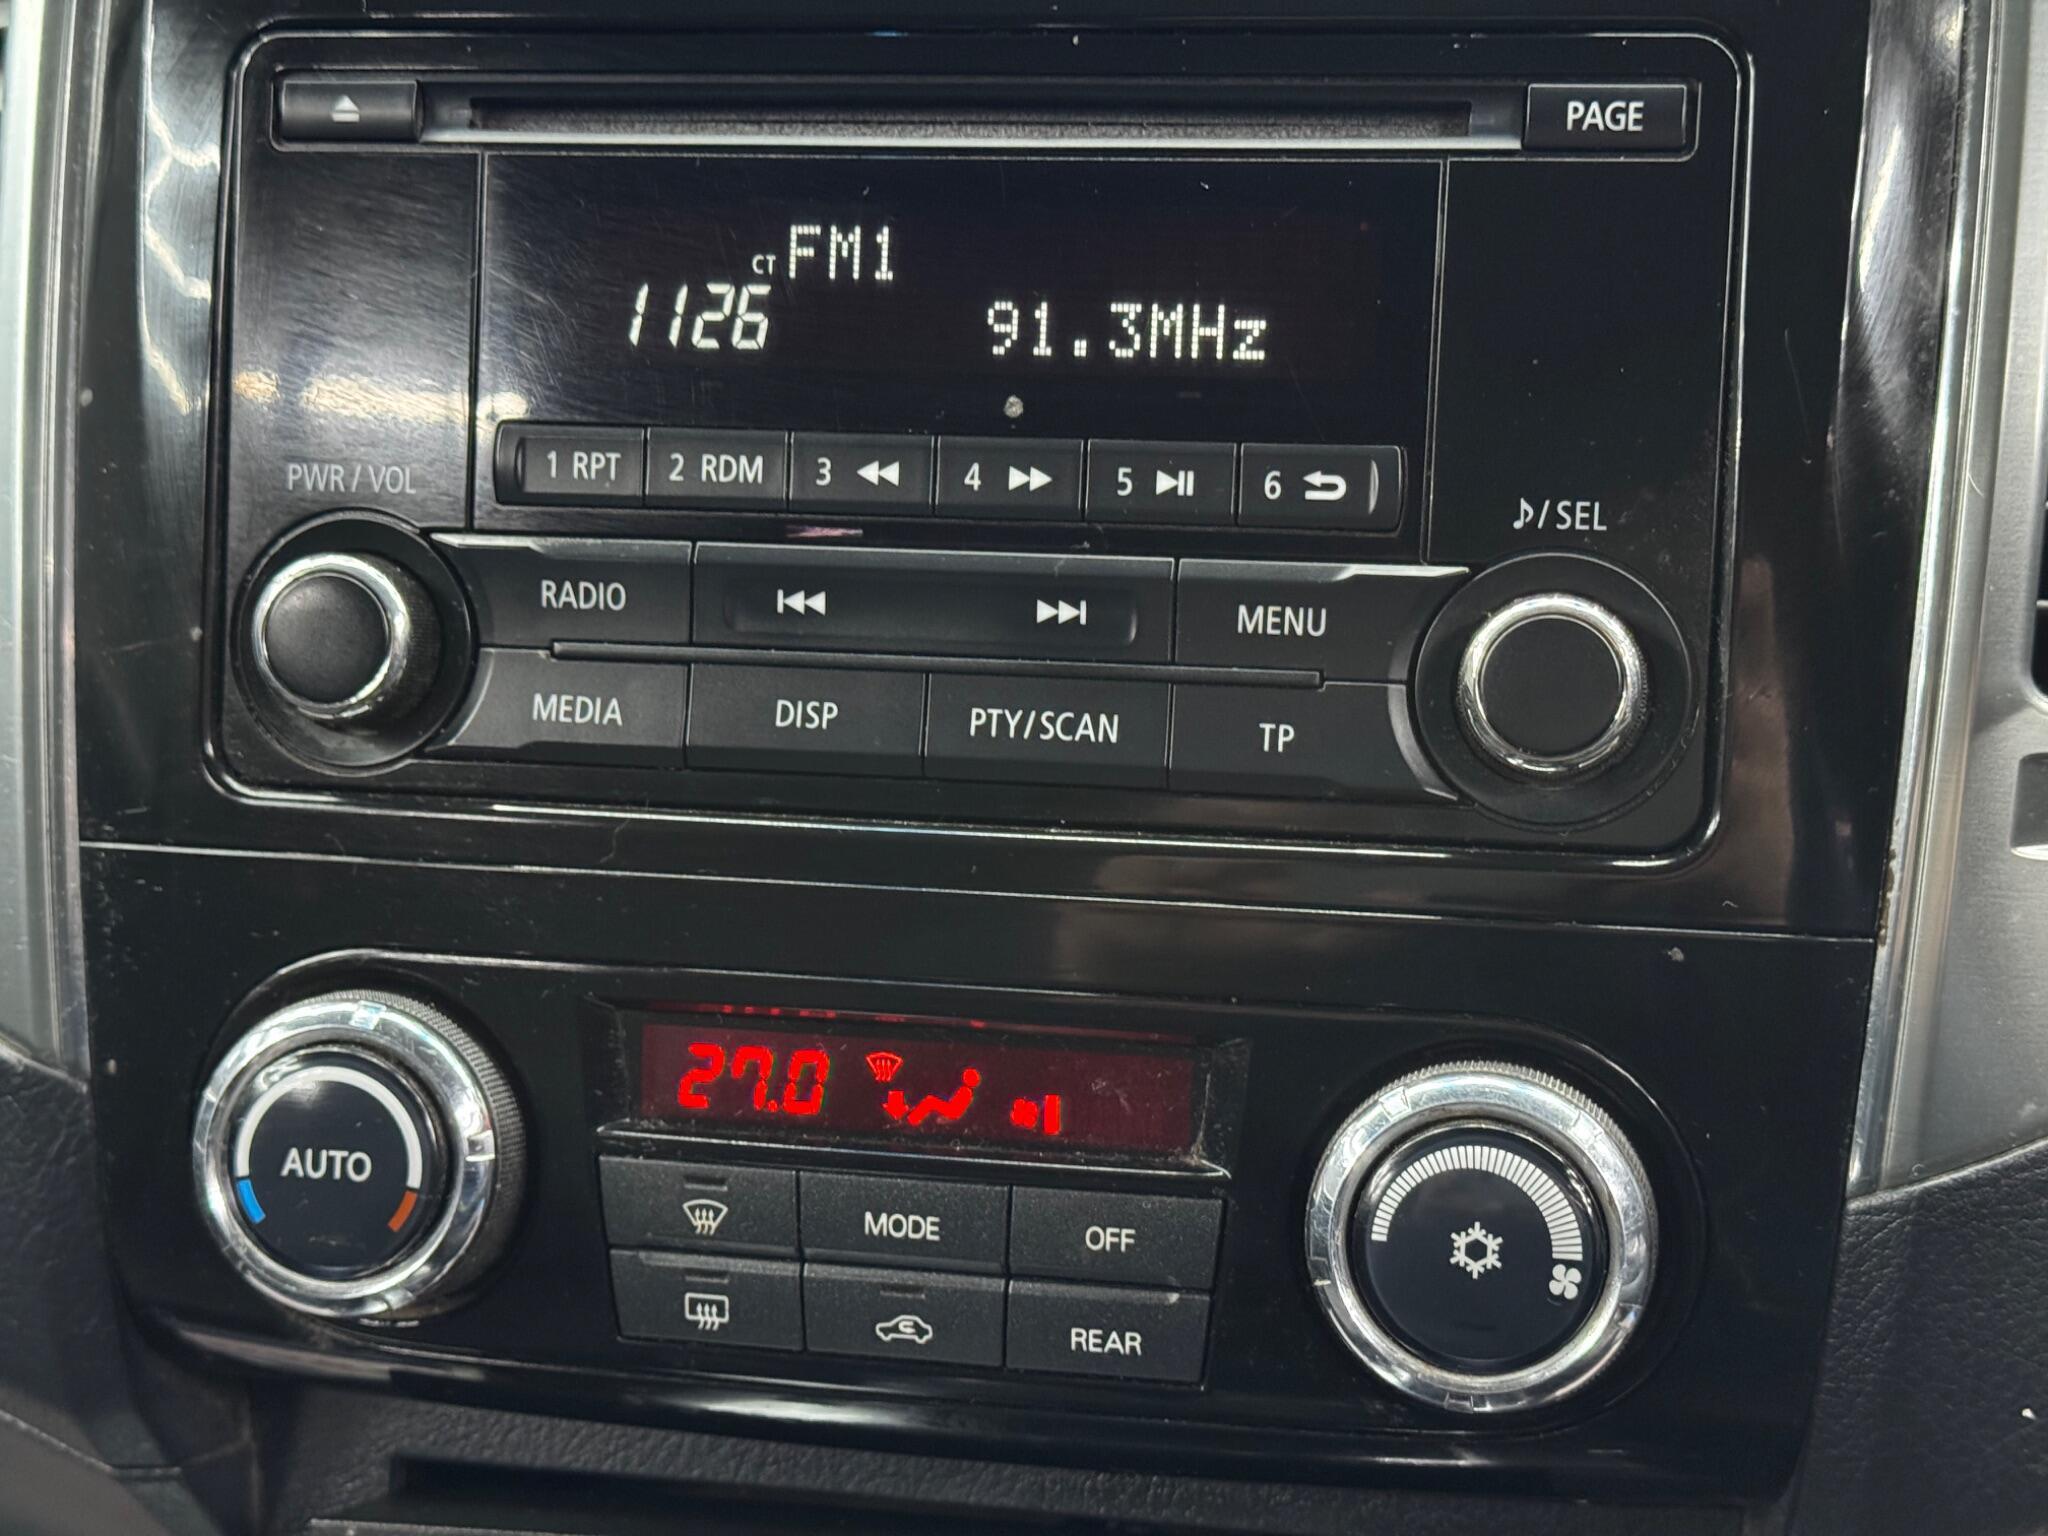 PAGE
CT FM1
1126 91.3MHz
1 RPT 2 RDM 3 4 5 6
PWR / VOL
/ SEL
RADIO MENU
MEDIA DISP PTY/SCAN TP
27.0
AUTO
MODE OFF
REAR